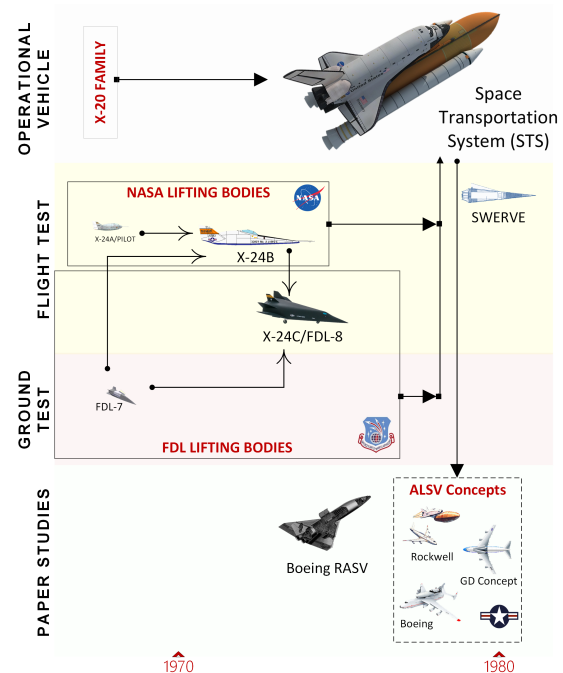 OPERATIONAL
VEHICLE
X-20 FAMILY
Space
Transportation
System (STS)
FLIGHT TEST
NASA LIFTING BODIES
NASA
X-24A/PILOT
X-24B
SWERVE
X-24C/FDL-8
GROUND
TEST
FDL-7
FDL LIFTING BODIES
PAPER STUDIES
Boeing RASV
ALSV Concepts
Rockwell
GD Concept
Boeing
1970
1980